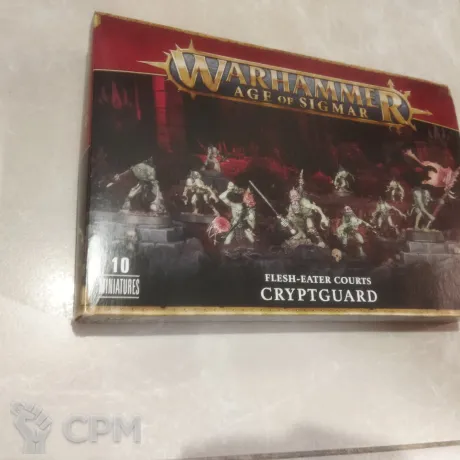 WARHAMMER
AGE OF SIGMAR
10
MINIATURES
FLESH-EATER COURTS
CRYPTGUARD
CPM